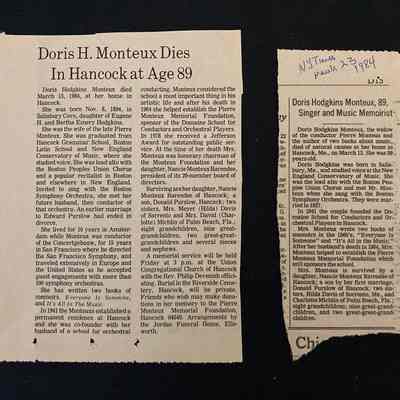 Doris H. Monteux Dies
In Hancock at Age 89
Doris Hodgkins Monteux died
March 13, 1984, at her home in
Hancock.
She was born Nov. 8, 1894, in
Salisbury Cove, daughter of Eugene
H. and Bertha Emery Hodgkins.
She was the wife of the late Pierre
Monteux. She was graduated from
Hancock Grammar School, Boston
Latin School and New England
Conservatory of Music, where she
studied voice. She was lead alto with the
Boston Peoples Union Chorus and
a popular recitalist in Boston
and elsewhere in New England.
Invited to sing with the Boston
Symphony Orchestra, she met her
future husband, then conductor of
that orchestra. An earlier marriage
to Edward Purslow had ended in
divorce.
She lived for 10 years in Amster-
dam while Monteux was conductor
of the Concertgebouw, for 16 years
in San Francisco where he directed
the San Francisco Symphony, and
traveled extensively in Europe and
the United States as he accepted
guest engagements with more than
100 symphony orchestras.
She has written two books of
memoirs, Everyone Is Someone,
and It's All in The Music.
In 1941 the Monteux established a
permanent residence at Hancock
and she was co-founder with her
husband of a school for orchestral
conducting. Monteux considered the
school a most important thing in his
artistic life and after his death in
1964 she helped establish the Pierre
Monteux Memorial Foundation,
sponsor of the Domaine School for
Conductors and Orchestral Players.
In 1978 she received a Jefferson
Award for outstanding public ser-
vice. At the time of her death Mrs.
Monteux was honorary chairman of
the Monteux Foundation and her
daughter, Nancie Monteux Barendse,
president of its 20-member board of
directors.
Surviving are her daughter, Nancie
Monteux Barendse of Hancock; a
son, Donald Purslow of Hancock; two
sisters, Mrs. Meyer (Hilda) Davis
of Sorrento and Mrs. David (Char-
lotte) Michlin of Palm Beach, Fla.;
eight grandchildren, nine great-
grandchildren, two great-great-
grandchildren and several nieces
and nephews.
A memorial service will be held
Friday at 3 p.m. at the Union
Congregational Church of Hancock
with the Rev. Philip Devenish offici-
ating. Burial in the Riverside Ceme-
tery, Hancock, will be private.
Friends who wish may make dona-
tions in her memory to the Pierre
Monteux Memorial Foundation,
Hancock 04640. Arrangements by
the Jordan Funeral Home, Ells-
worth.
NYTimes
March 23 1984
Doris Hodgkins Monteux, 89,
Singer and Music Memoirist
Doris Hodgkins Monteux, the widow
of the conductor Pierre Monteux and
the author of two books about music,
died of natural causes at her home in
Hancock, Me., on March 13. She was 89
years old.
Doris Monteux was born in Salis-
bury, Me., and studied voice at the New
England Conservatory of Music. She
was the lead alto with the Boston Peo-
ples Union Chorus and met Mr. Mon-
teux when she sang with the Boston
Symphony Orchestra. They were mar-
ried in 1927.
In 1941 the couple founded the Do-
maine School for Conductors and Or-
chestral Players in Hancock.
Mrs. Monteux wrote two books of
memoirs in the 1960's, "Everyone Is
Someone" and "It's All in the Music."
After her husband's death in 1964, Mrs.
Monteux helped to establish the Pierre
Monteux Memorial Foundation which
still sponsors the school.
Mrs. Monteux is survived by a
daughter, Nancie Monteux Barendse of
Hancock; a son by her first marriage,
Donald Purslow of Hancock; two sis-
ters, Hilda Davis of Sorrento, Me., and
Charlotte Michlin of Palm Beach, Fla.;
eight grandchildren; nine great-grand-
children, and two great-great-grand-
children.